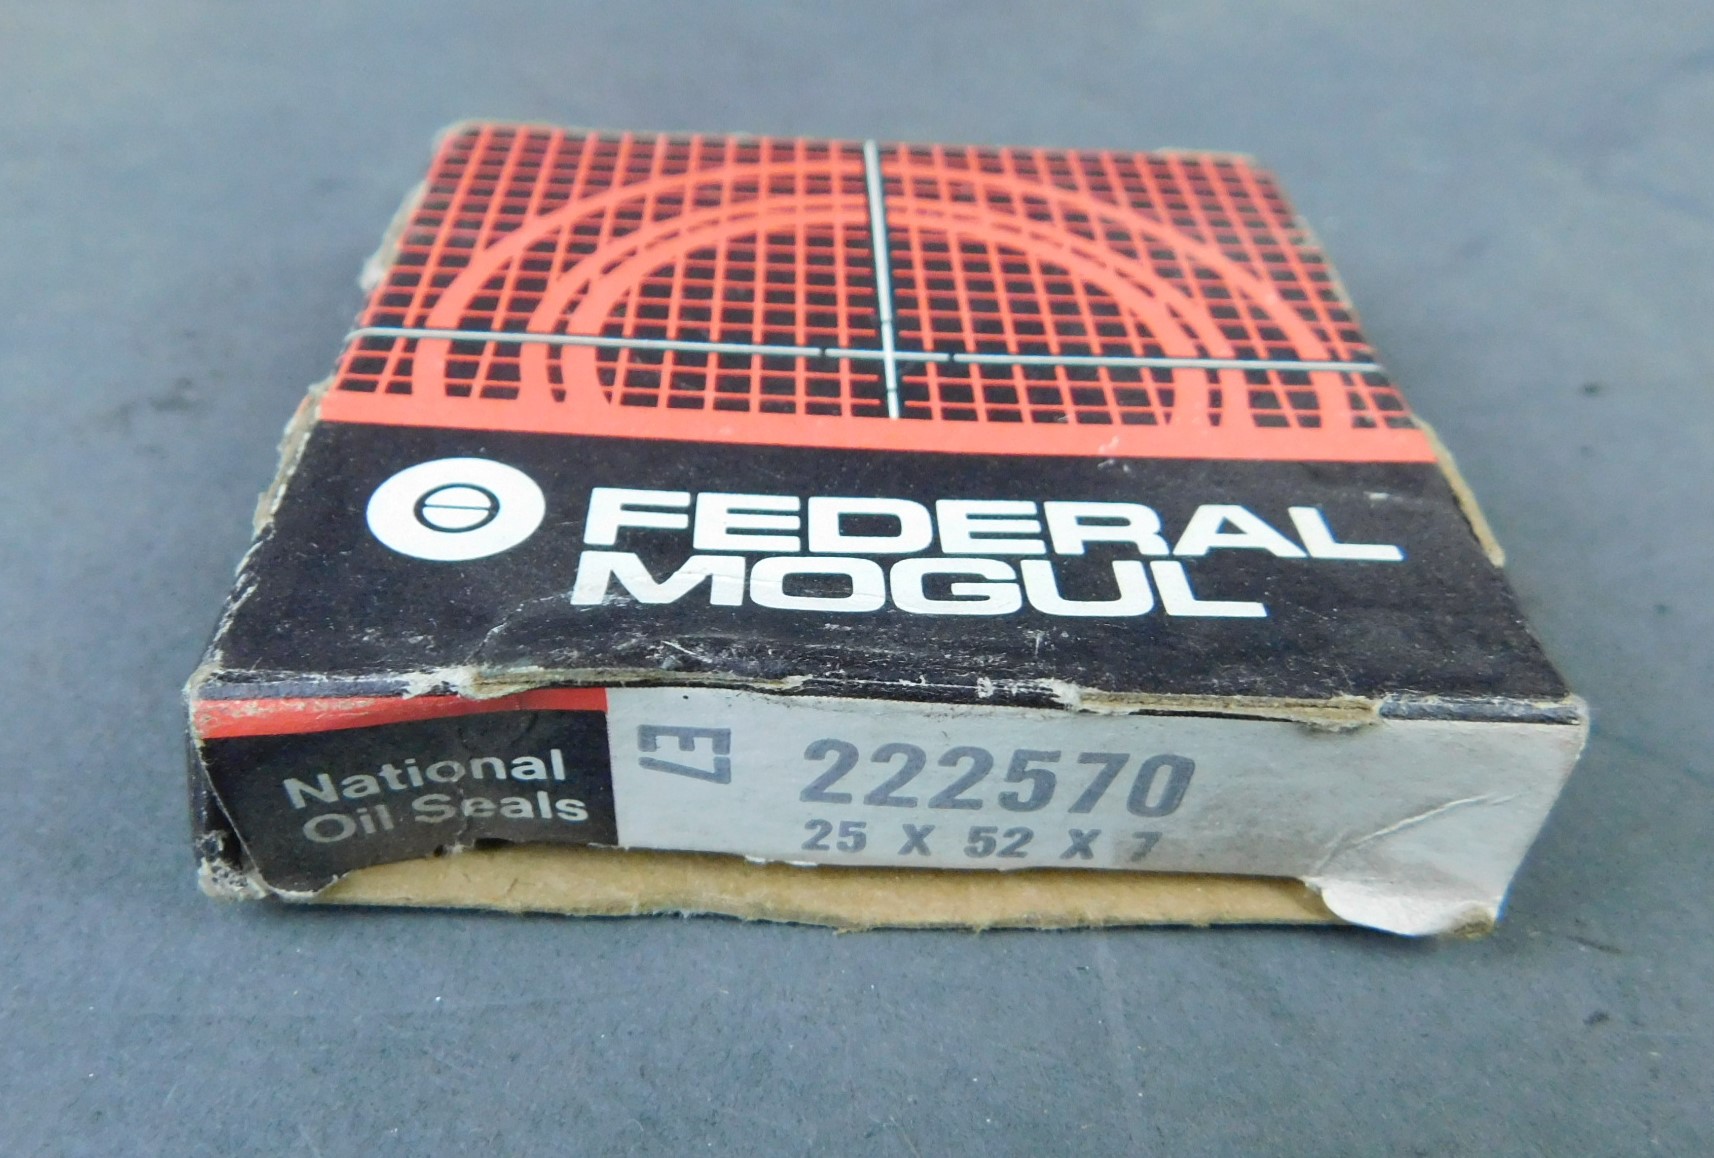 FEDERAL
MOGUL
National
Oil Seals
E7
222570
25 X 52 X 7